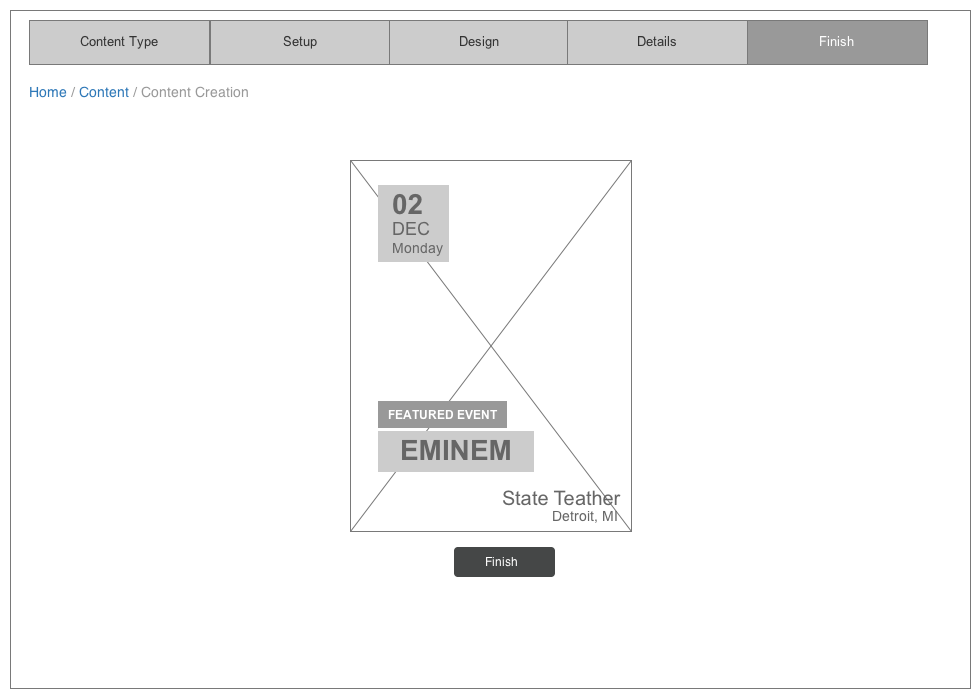 Content Type
Setup
Design
Details
Finish
Home / Content / Content Creation
02
DEC
Monday
FEATURED EVENT
EMINEM
State Teather
Detroit, MI
Finish